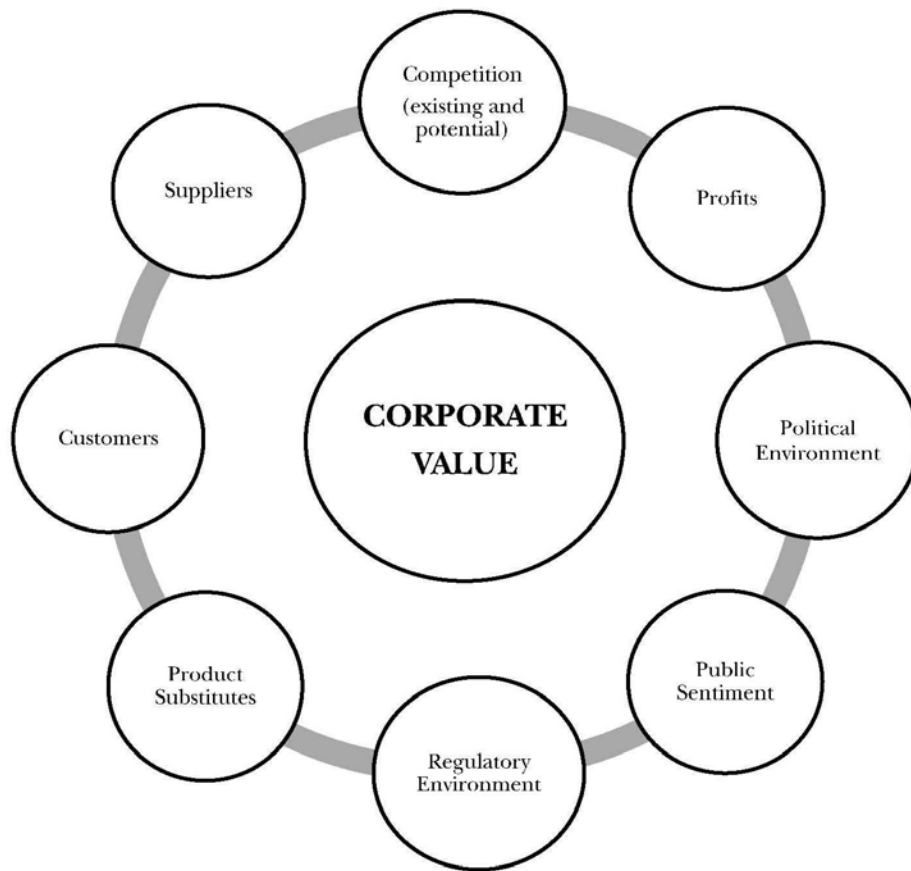 Competition
(existing and
potential)
Profits
Political
Environment
Public
Sentiment
Regulatory
Environment
Product
Substitutes
Customers
Suppliers
CORPORATE
VALUE